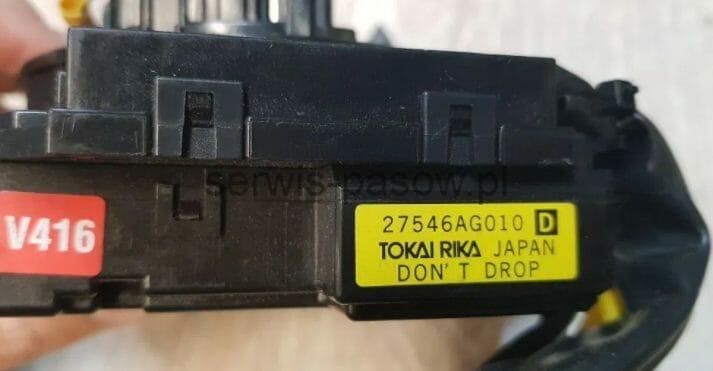 serwis-pasow.pl
V416
27546AG010 D
TOKAI RIKA JAPAN
DON'T DROP